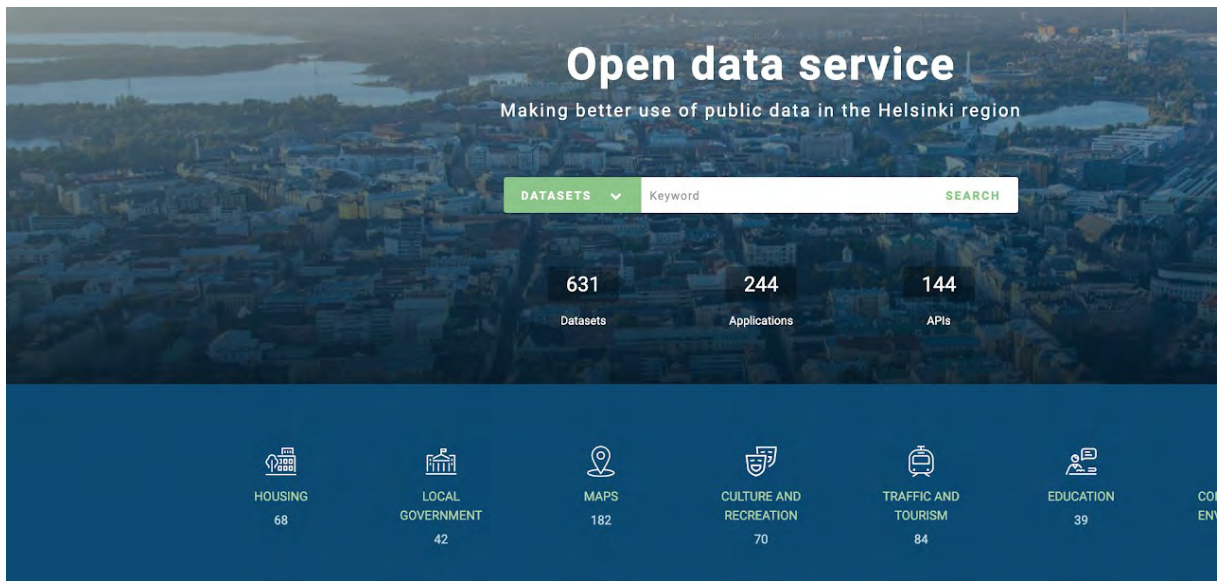 Open data service
Making better use of public data in the Helsinki region
DATASETS Keyword SEARCH
631 244 144
Datasets Applications APIs
HOUSING
68
LOCAL
GOVERNMENT
42
MAPS
182
CULTURE AND
RECREATION
70
TRAFFIC AND
TOURISM
84
EDUCATION
39